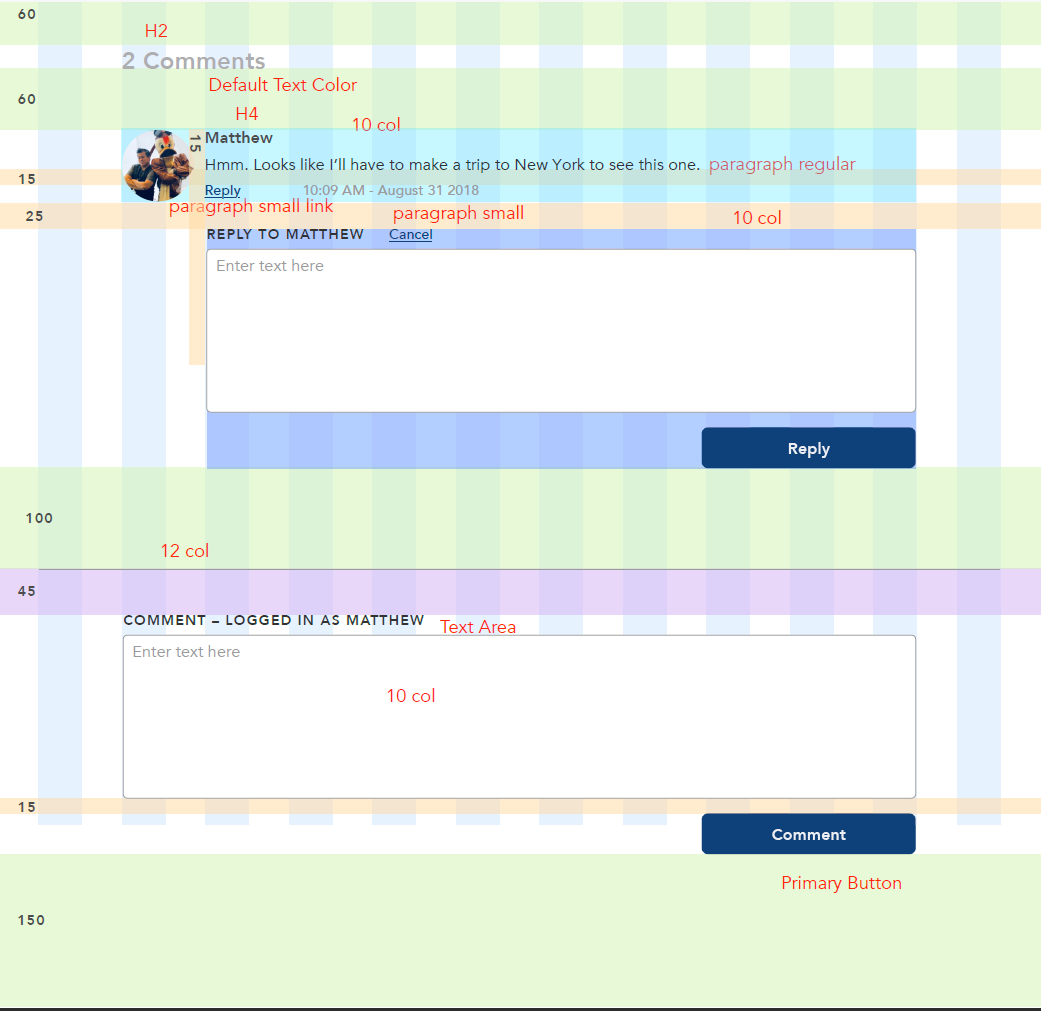 60
H2
2 Comments
Default Text Color
60
H4
10 col
15
Matthew
Hmm. Looks like I’ll have to make a trip to New York to see this one. paragraph regular
15
Reply 10:09 AM - August 31 2018
paragraph small link
paragraph small
25
10 col
REPLY TO MATTHEW Cancel
Enter text here
Reply
100
12 col
45
COMMENT – LOGGED IN AS MATTHEW
Text Area
Enter text here
10 col
15
Comment
Primary Button
150